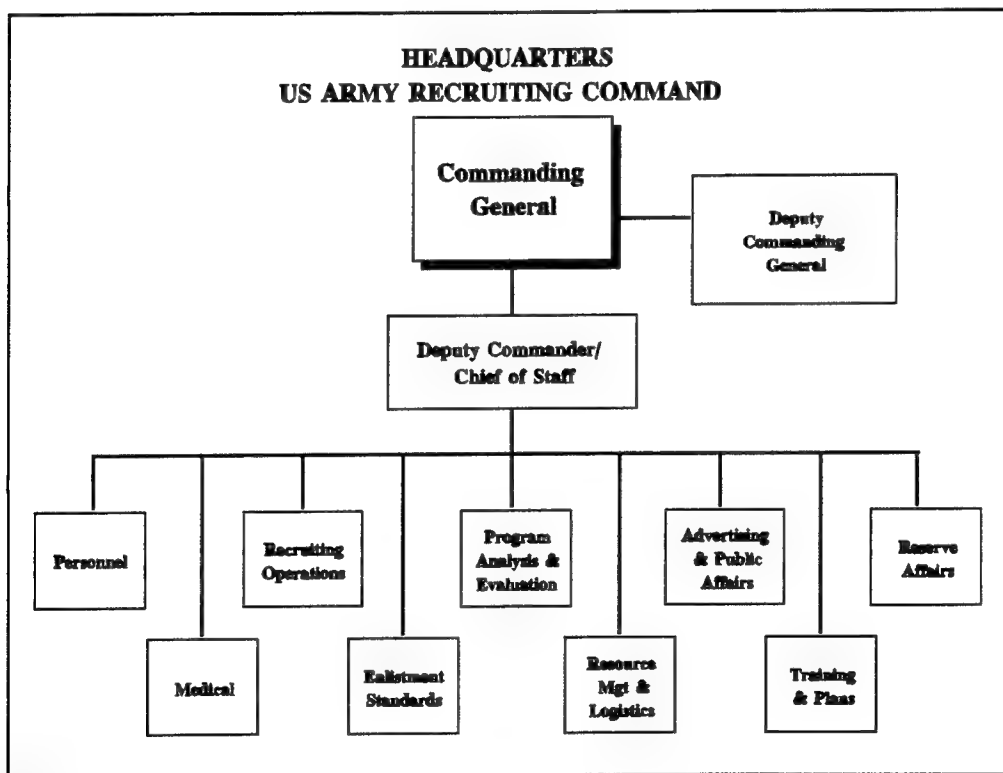 HEADQUARTERS
US ARMY RECRUITING COMMAND
Commanding
General
Deputy
Commanding
General
Deputy Commander/
Chief of Staff
Personnel
Recruiting
Operations
Program
Analysis &
Evaluation
Advertising
& Public
Affairs
Reserve
Affairs
Medical
Enlistment
Standards
Resource
Mgt &
Logistics
Training
& Plans